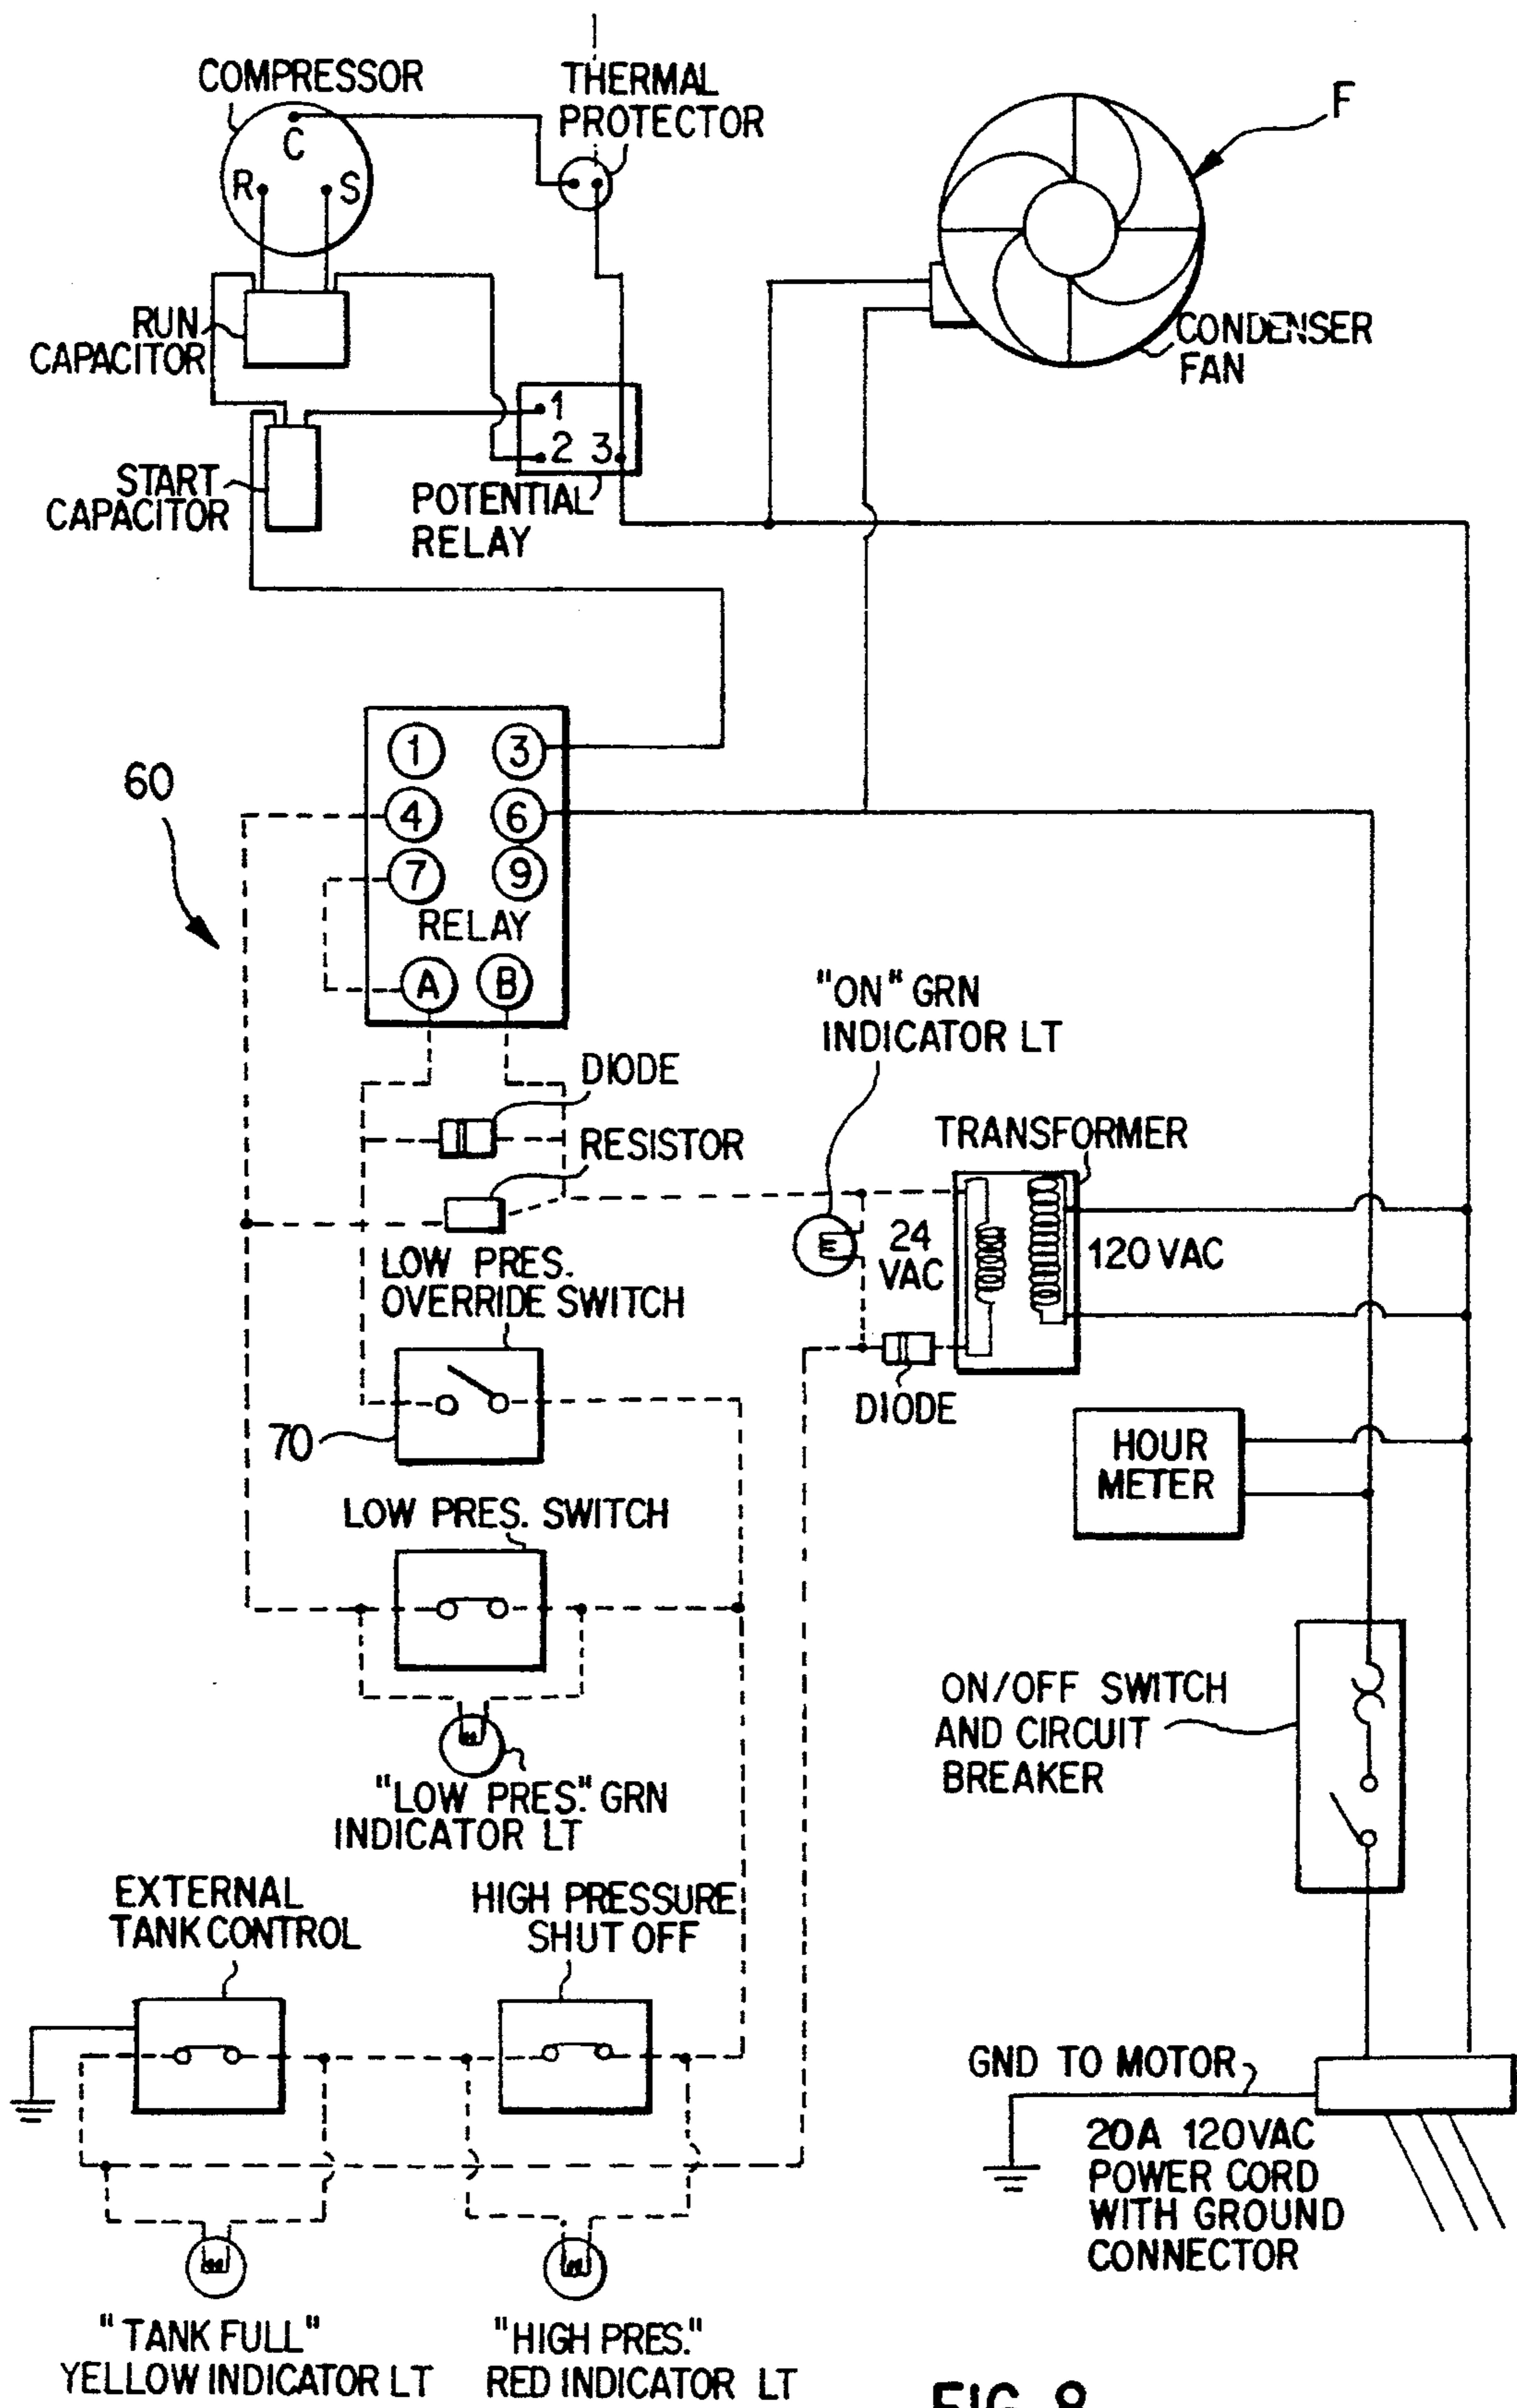 COMPRESSOR
C
R
S
THERMAL
PROTECTOR
F
CONDENSER
FAN
RUN
CAPACITOR
START
CAPACITOR
1
2 3
POTENTIAL
RELAY
60
1 3
4 6
7 9
RELAY
A B
DIODE
RESISTOR
"ON" GRN
INDICATOR LT
TRANSFORMER
24
VAC
120 VAC
DIODE
LOW PRES.
OVERRIDE SWITCH
70
HOUR
METER
LOW PRES. SWITCH
"LOW PRES." GRN
INDICATOR LT
ON/OFF SWITCH
AND CIRCUIT
BREAKER
EXTERNAL
TANK CONTROL
HIGH PRESSURE
SHUT OFF
GND TO MOTOR
20A 120VAC
POWER CORD
WITH GROUND
CONNECTOR
"TANK FULL"
YELLOW INDICATOR LT
"HIGH PRES."
RED INDICATOR LT